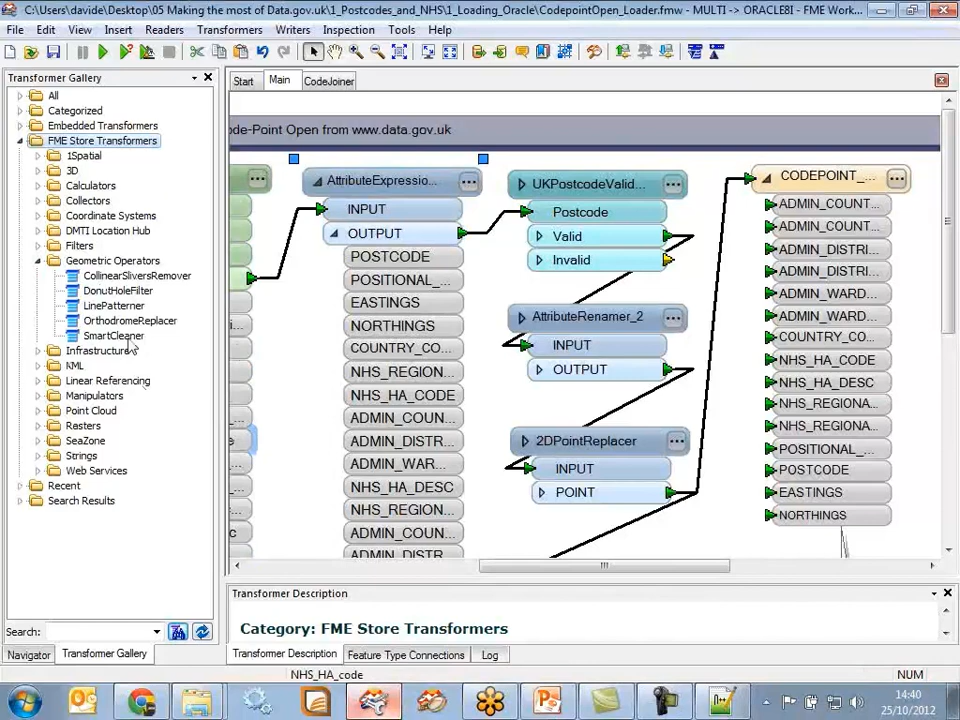 C:\Users\davide\Desktop\05 Making the most of Data.gov.uk\1_Postcodes_and_NHS\1_Loading_Oracle\CodepointOpen_Loader.fmw - MULTI -> ORACLE8I - FME Work...
File Edit View Insert Readers Transformers Writers Inspection Tools Help
Transformer Gallery
All
Categorized
Embedded Transformers
FME Store Transformers
1Spatial
3D
Calculators
Collectors
Coordinate Systems
DMTI Location Hub
Filters
Geometric Operators
CollinearSliversRemover
DonutHoleFilter
LinePatterner
OrthodromeReplacer
SmartCleaner
Infrastructure
KML
Linear Referencing
Manipulators
Point Cloud
Rasters
SeaZone
Strings
Web Services
Recent
Search Results
Search:
Navigator Transformer Gallery
Start Main CodeJoiner
de-Point Open from www.data.gov.uk
AttributeExpressio...
INPUT
OUTPUT
POSTCODE
POSITIONAL_...
EASTINGS
NORTHINGS
COUNTRY_CO...
NHS_REGION...
NHS_HA_CODE
ADMIN_COUN...
ADMIN_DISTR...
ADMIN_WAR...
NHS_HA_DESC
NHS_REGION...
ADMIN_COUN...
ADMIN_DISTR...
UKPostcodeValid...
Postcode
Valid
Invalid
AttributeRenamer_2
INPUT
OUTPUT
2DPointReplacer
INPUT
POINT
CODEPOINT_...
ADMIN_COUNT...
ADMIN_COUNT...
ADMIN_DISTRI...
ADMIN_DISTRI...
ADMIN_WARD...
ADMIN_WARD...
COUNTRY_CO...
NHS_HA_CODE
NHS_HA_DESC
NHS_REGIONA...
NHS_REGIONA...
POSITIONAL_...
POSTCODE
EASTINGS
NORTHINGS
Transformer Description
Category: FME Store Transformers
Transformer Description Feature Type Connections Log
NHS_HA_code
NUM
14:40
25/10/2012